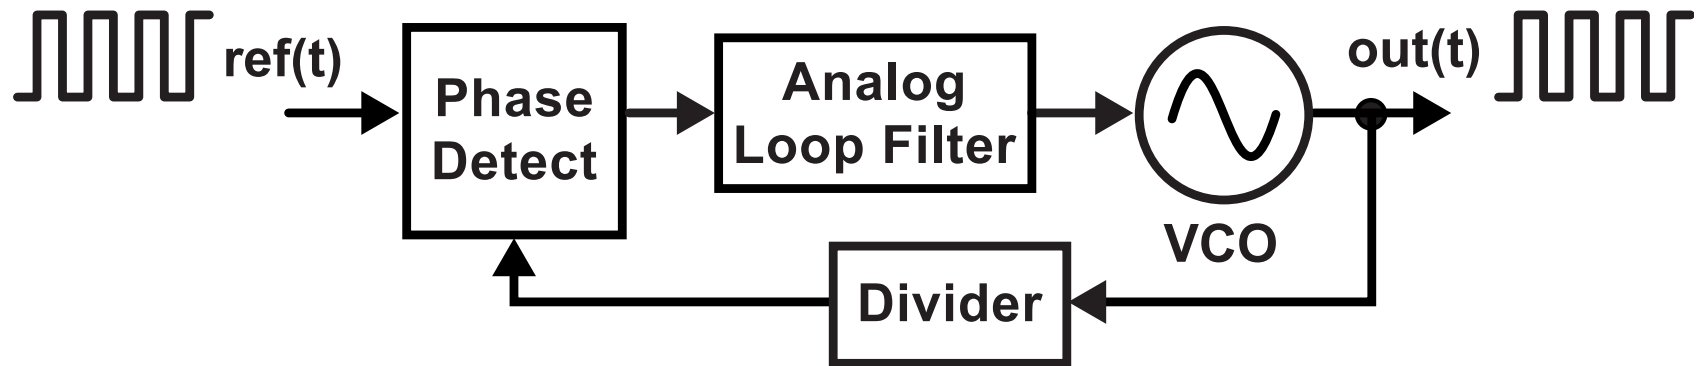 ref(t)
Phase
Detect
Analog
Loop Filter
VCO
out(t)
Divider